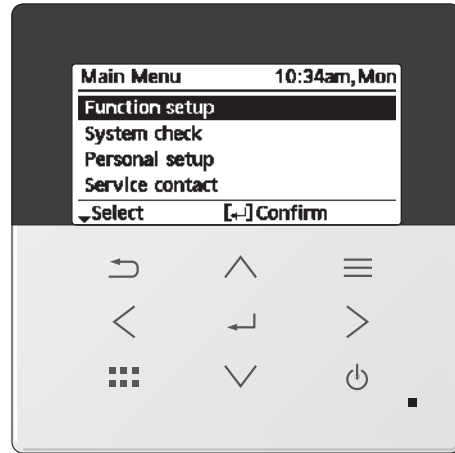 Main Menu 10:34am,Mon
Function setup
System check
Personal setup
Service contact
Select [↵]Confirm